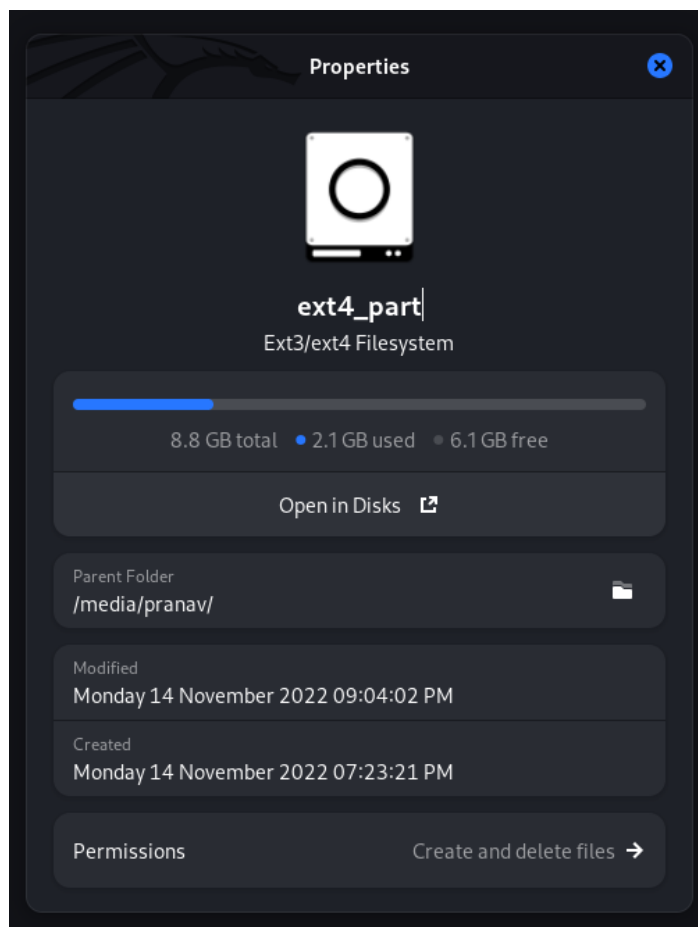 Properties
ext4_part
Ext3/ext4 Filesystem
8.8 GB total 2.1 GB used 6.1 GB free
Open in Disks
Parent Folder
/media/pranav/
Modified
Monday 14 November 2022 09:04:02 PM
Created
Monday 14 November 2022 07:23:21 PM
Permissions Create and delete files